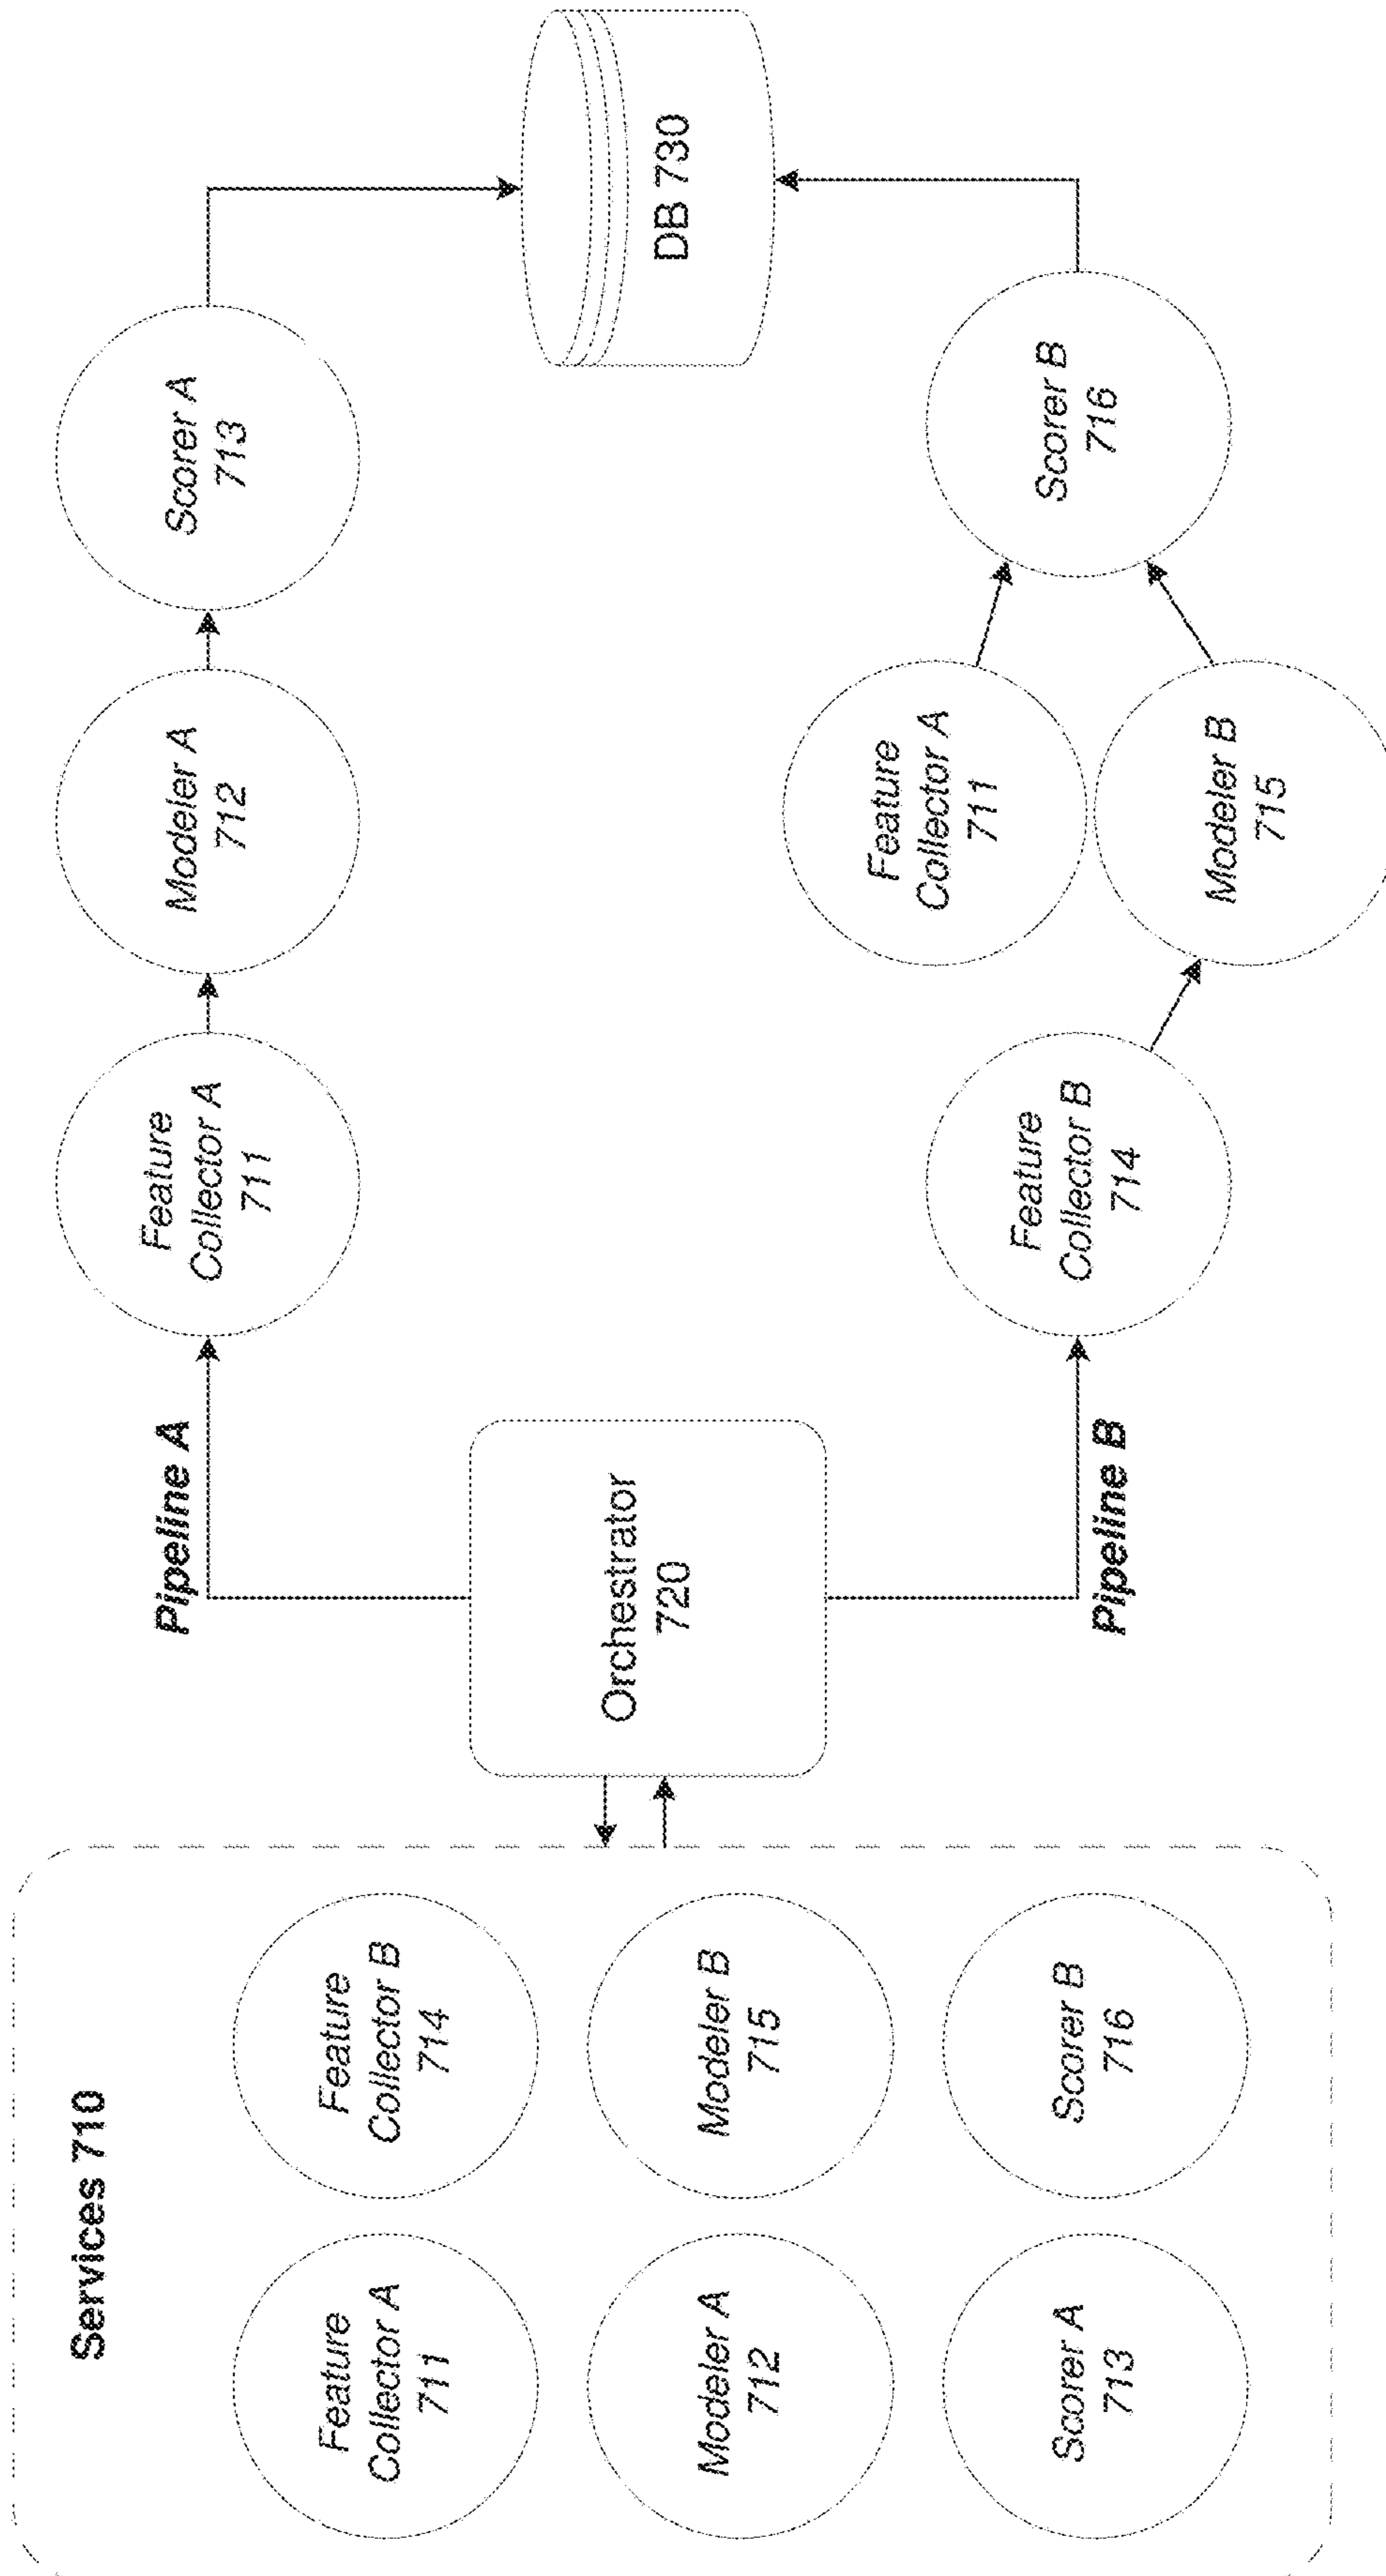 Services 710
Feature
Collector A
711
Feature
Collector B
714
Modeler A
712
Modeler B
715
Scorer A
713
Scorer B
716
Orchestrator
720
Pipeline A
Feature
Collector A
711
Modeler A
712
Scorer A
713
Pipeline B
Feature
Collector B
714
Feature
Collector A
711
Modeler B
715
Scorer B
716
DB 730